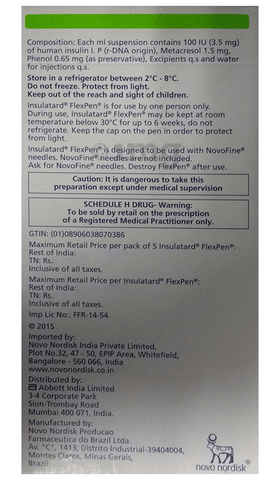 Composition: Each ml suspension contains 100 IU (3.5 mg)
of human insulin I. P (r-DNA origin), Metacresol 1.5 mg,
Phenol 0.65 mg (as preservative), Excipients q.s and water
for injections q.s.
Store in a refrigerator between 2°C - 8°C.
Do not freeze. Protect from light.
Keep out of the reach and sight of children.
Insulatard® FlexPen® is for use by one person only.
During use, Insulatard® FlexPen® may be kept at room
temperature below 30°C for up to 6 weeks, do not
refrigerate. Keep the cap on the pen in order to protect
from light.
Insulatard® FlexPen® is designed to be used with NovoFine®
needles. NovoFine® needles are not included.
Ask for NovoFine® needles. Destroy FlexPen® after use.
Caution: It is dangerous to take this
preparation except under medical supervision
SCHEDULE H DRUG- Warning:
To be sold by retail on the prescription
of a Registered Medical Practitioner only.
GTIN: (01)08906038070386
Maximum Retail Price per pack of 5 Insulatard® FlexPen®:
Rest of India:
TN: Rs.
Inclusive of all taxes.
Maximum Retail Price per Insulatard® FlexPen®:
Rest of India:
TN: Rs.
Inclusive of all taxes.
Imp Lic No:. FFR-14-54
© 2015
Imported by:
Novo Nordisk India Private Limited,
Plot No.32, 47 - 50, EPIP Area, Whitefield,
Bangalore - 560 066, India
www.novonordisk.co.in
Distributed by:
Abbott India Limited
3-4 Corporate Park
Sion-Trombay Road
Mumbai 400 071, India.
Manufactured by:
Novo Nordisk Producao
Farmaceutica do Brazil Ltda.
Av. "C", 1413, Distrito Industrial-39404004,
Montes Claros, Minas Gerais,
Brazil
novo nordisk